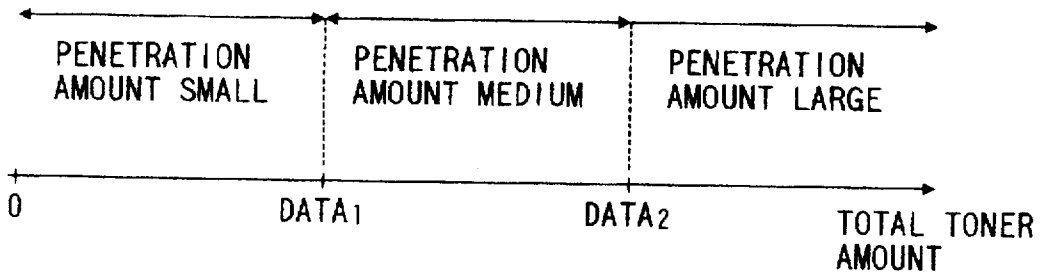 PENETRATION
AMOUNT SMALL
PENETRATION
AMOUNT MEDIUM
PENETRATION
AMOUNT LARGE
0
DATA1
DATA2
TOTAL TONER
AMOUNT